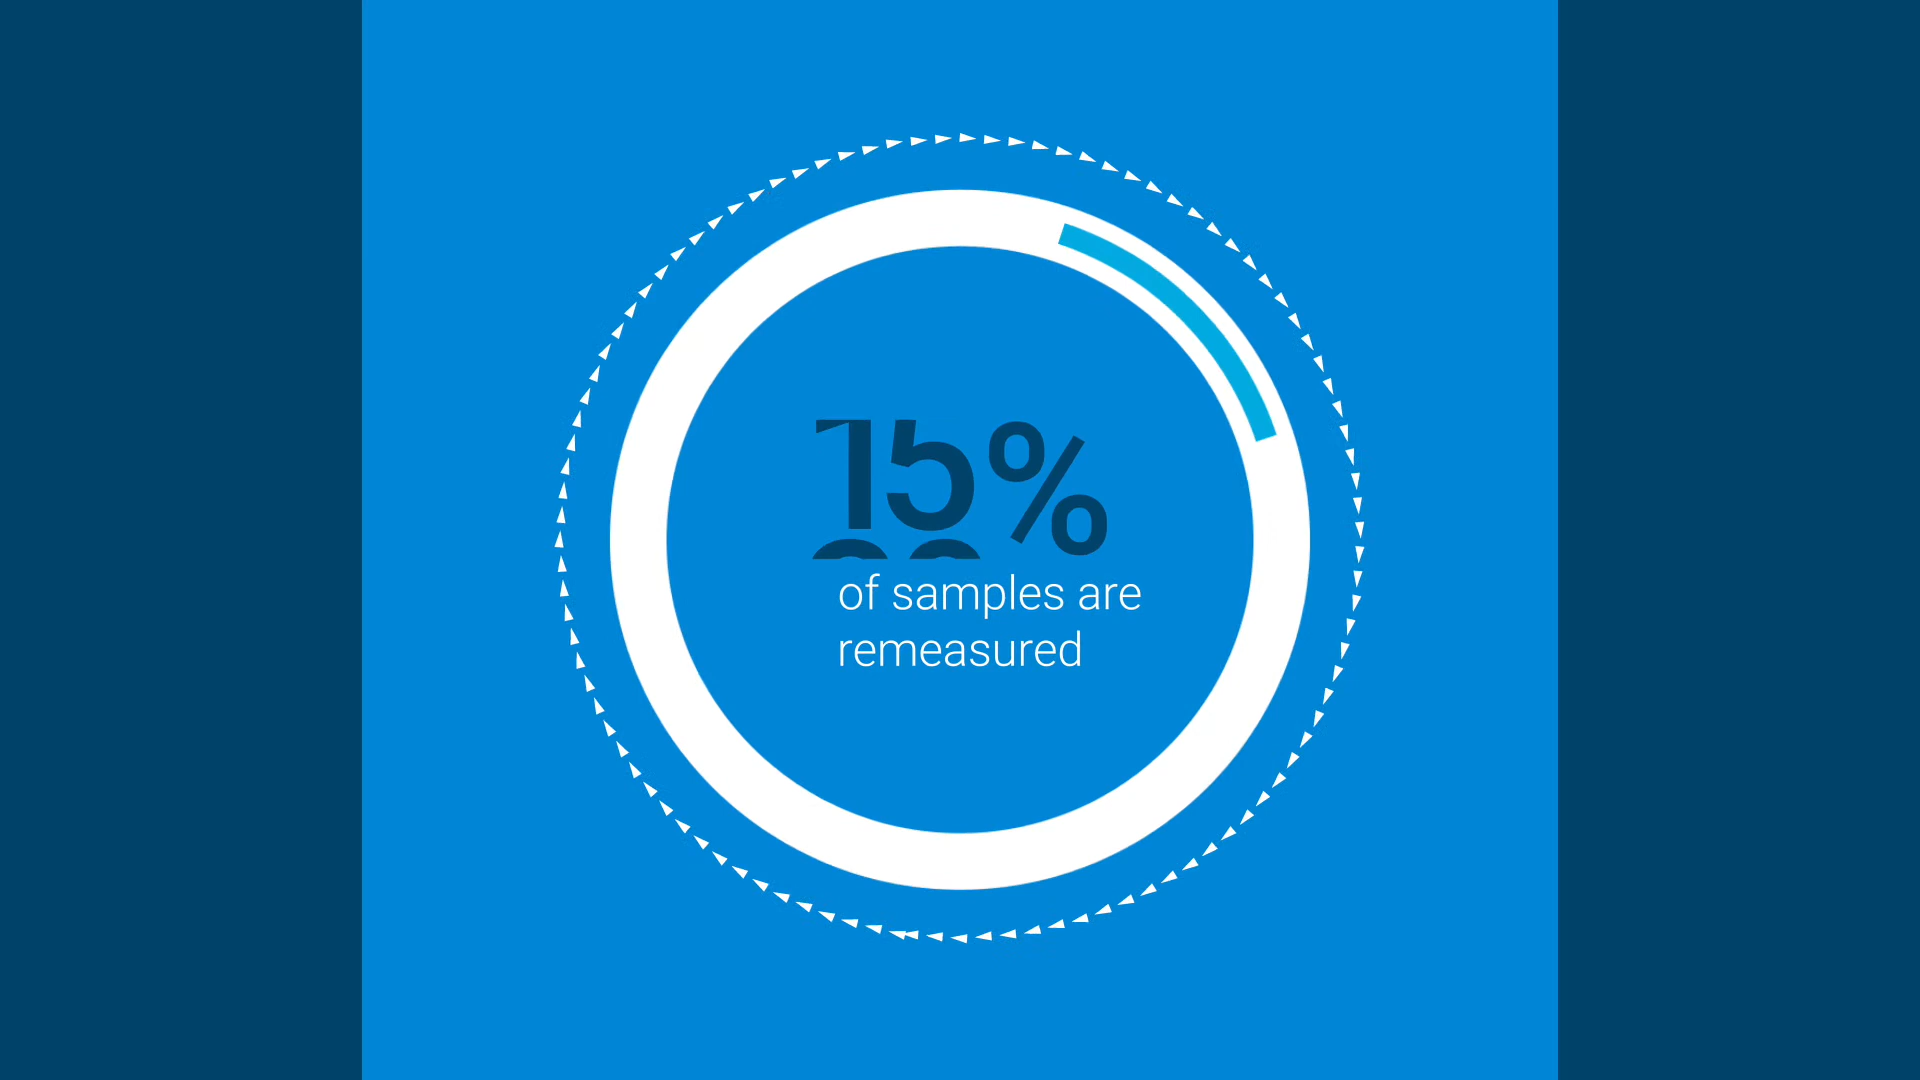 15%
of samples are
remeasured